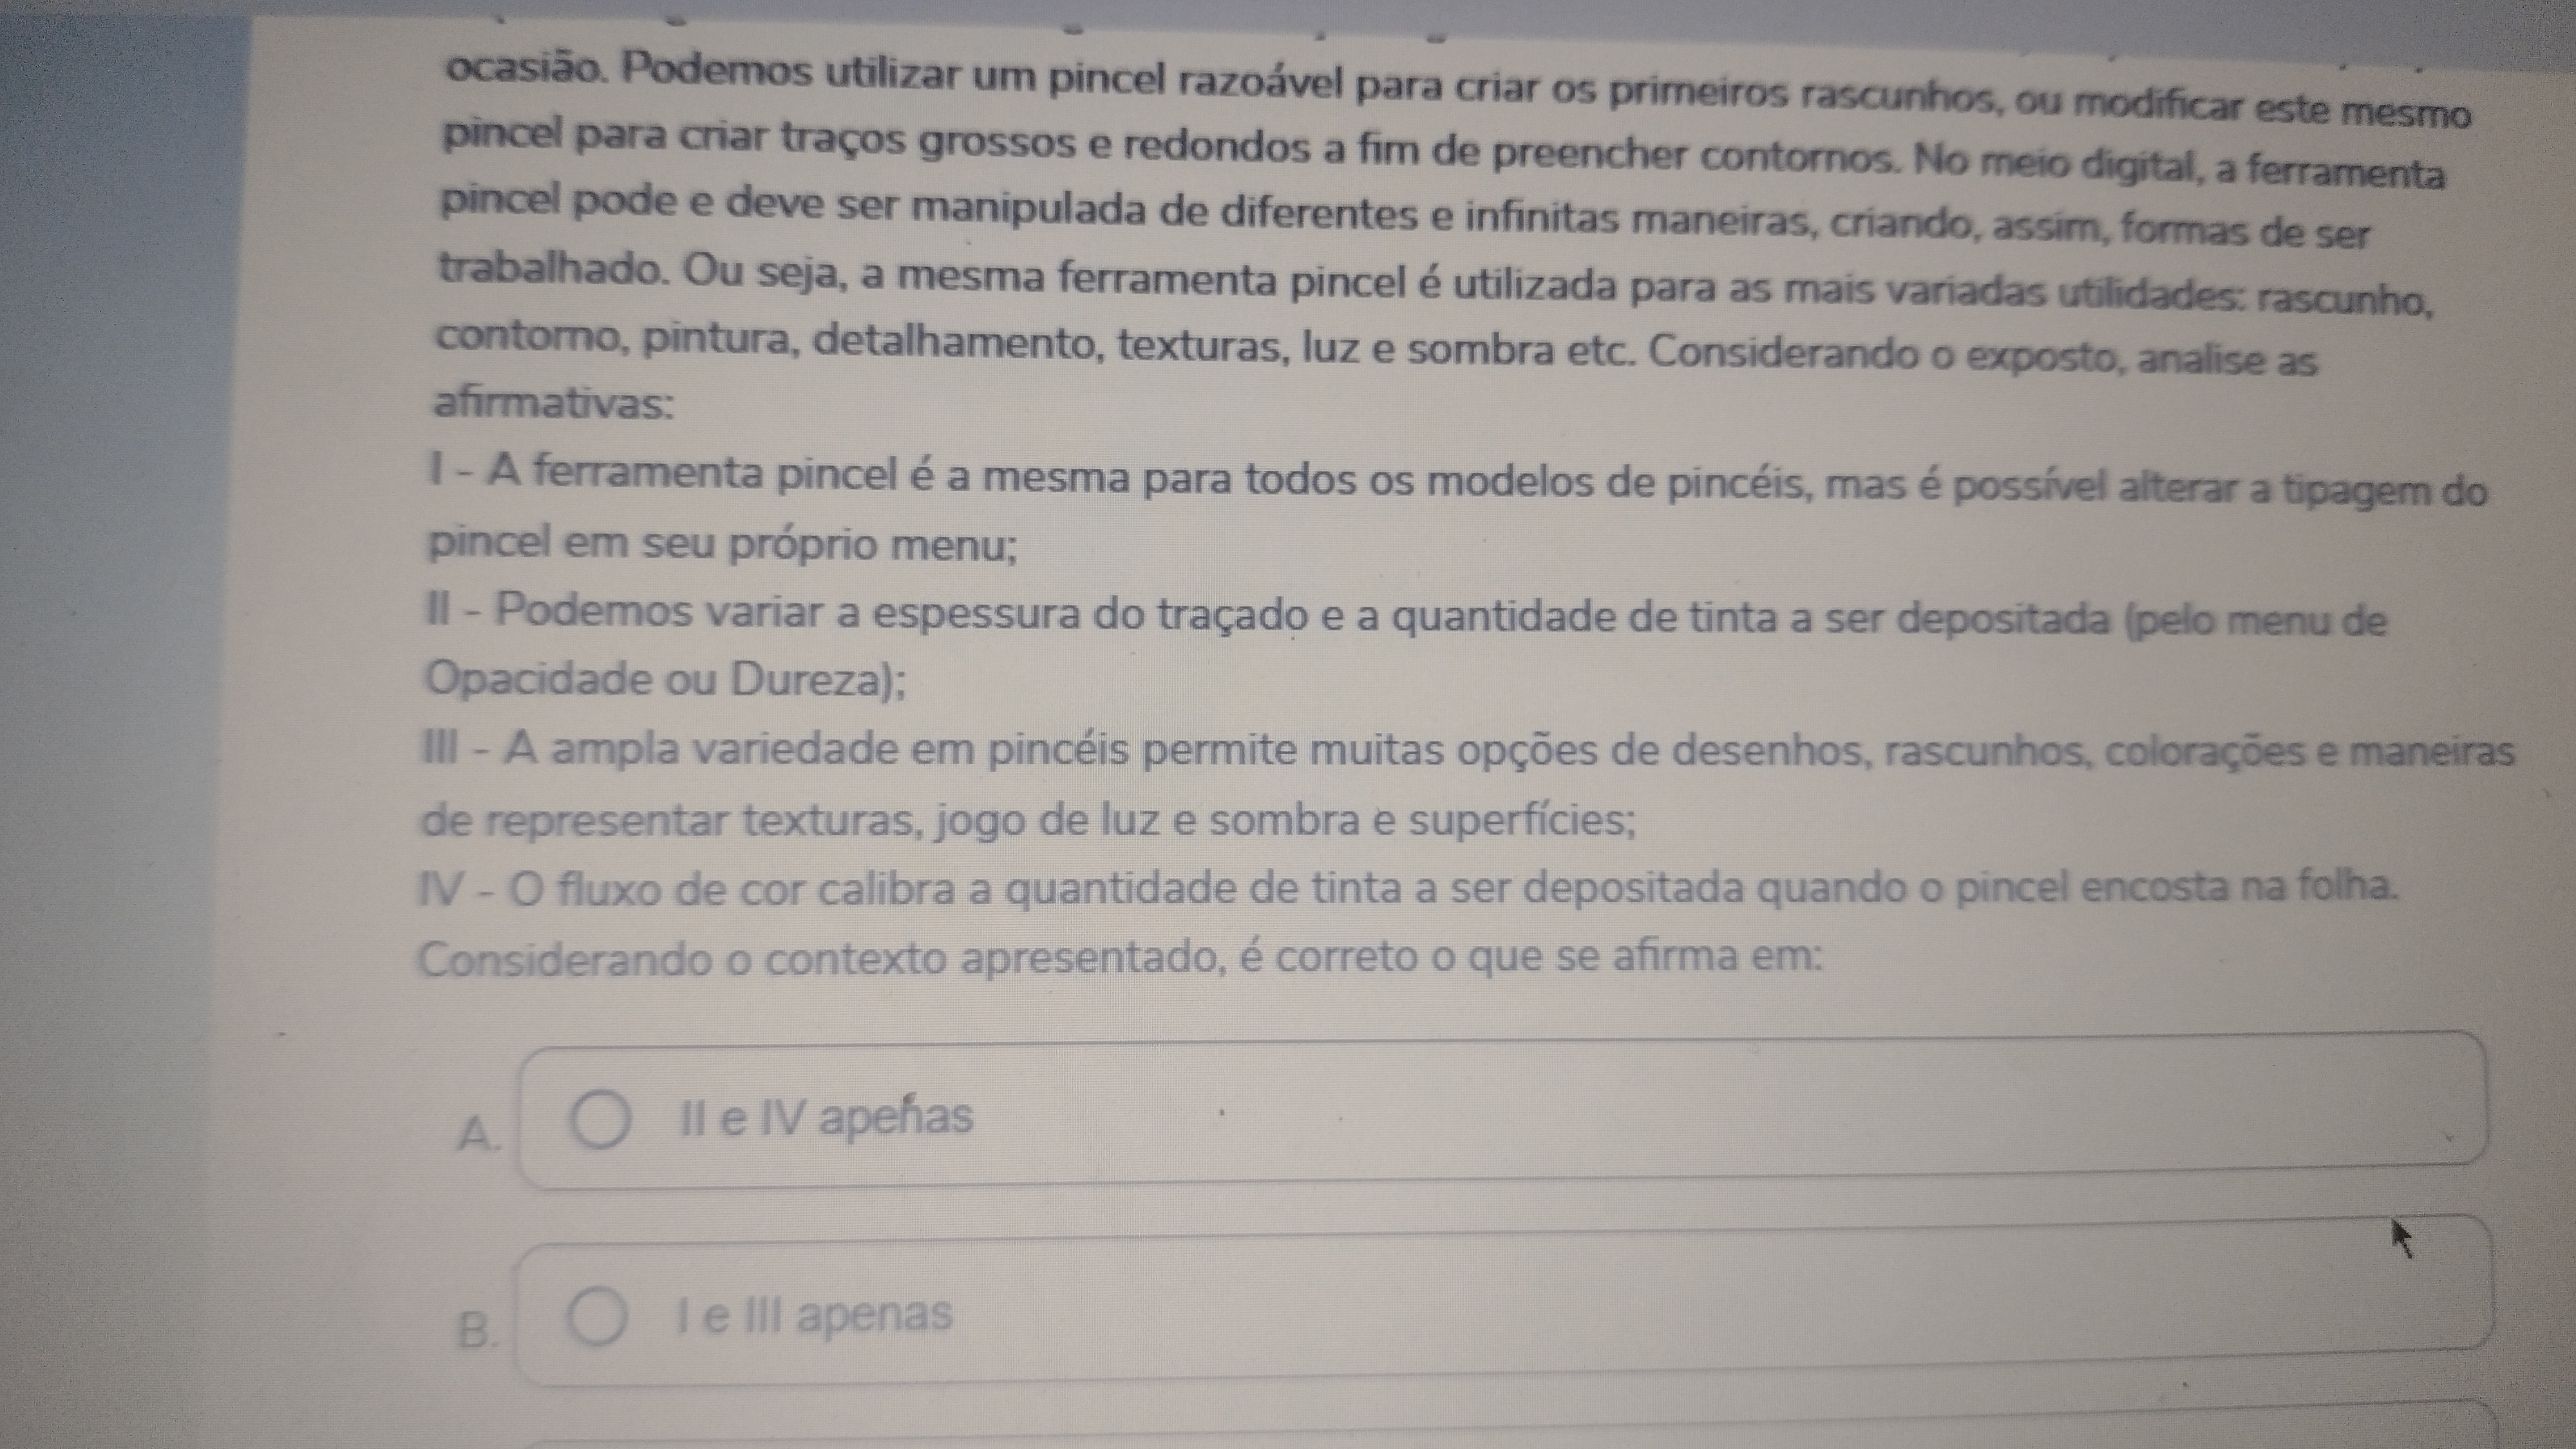 ocasião. Podemos utilizar um pincel razoável para criar os primeiros rascunhos, ou modificar este mesmo
pincel para criar traços grossos e redondos a fim de preencher contornos. No meio digital, a ferramenta
pincel pode e deve ser manipulada de diferentes e infinitas maneiras, criando, assim, formas de ser
trabalhado. Ou seja, a mesma ferramenta pincel é utilizada para as mais variadas utilidades: rascunho,
contorno, pintura, detalhamento, texturas, luz e sombra etc. Considerando o exposto, analise as
afirmativas:
I - A ferramenta pincel é a mesma para todos os modelos de pincéis, mas é possível alterar a tipagem do
pincel em seu próprio menu;
II - Podemos variar a espessura do traçado e a quantidade de tinta a ser depositada (pelo menu de
Opacidade ou Dureza);
III - A ampla variedade em pincéis permite muitas opções de desenhos, rascunhos, colorações e maneiras
de representar texturas, jogo de luz e sombra e superfícies;
IV - O fluxo de cor calibra a quantidade de tinta a ser depositada quando o pincel encosta na folha.
Considerando o contexto apresentado, é correto o que se afirma em:
A. II e IV apenas
B. I e III apenas